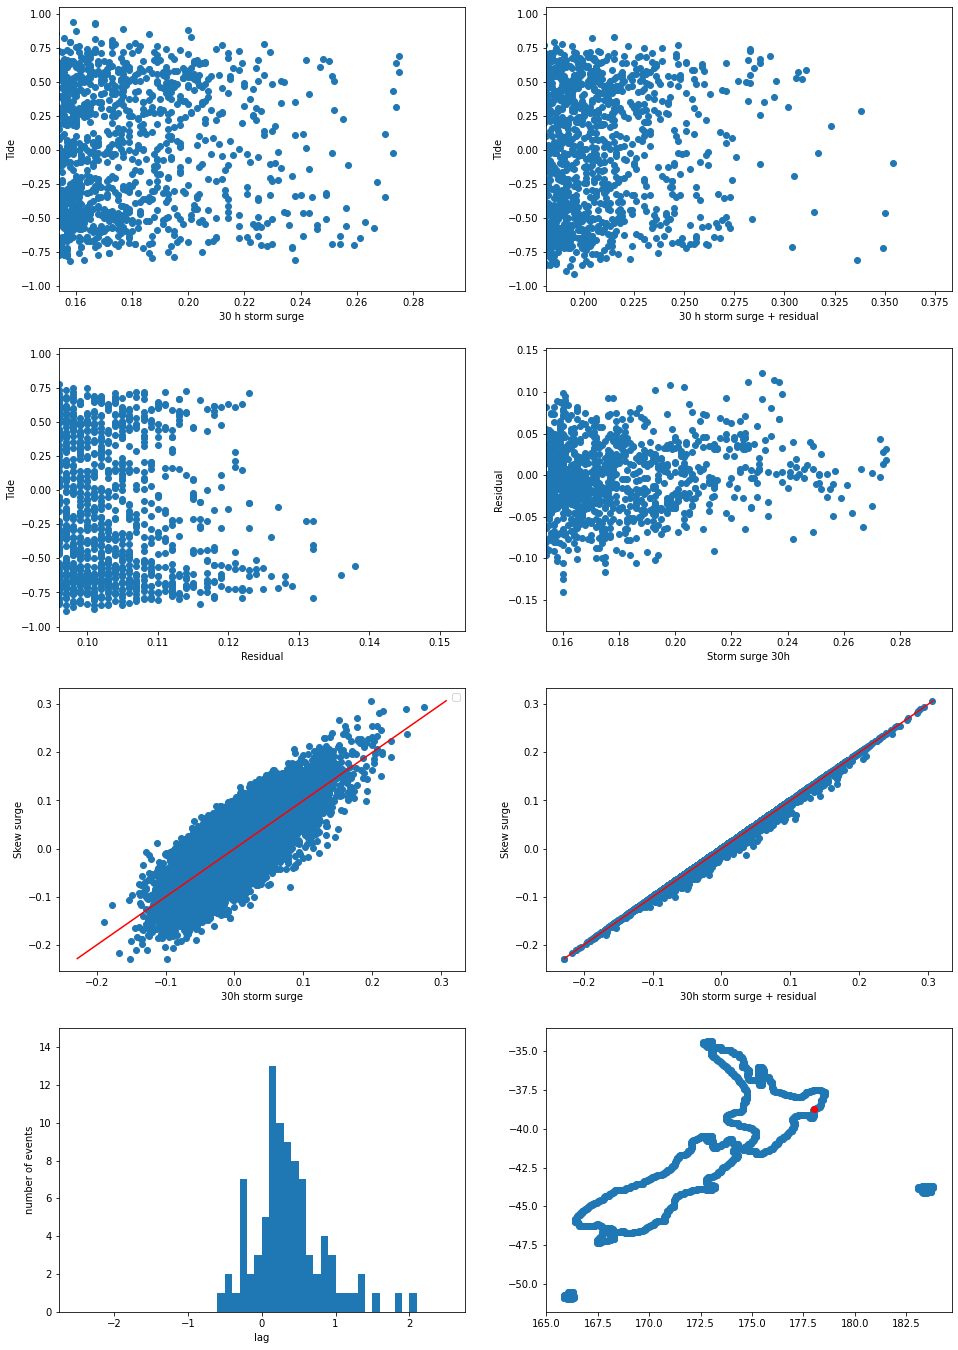 1.00
0.75
0.50
0.25
0.00
−0.25
−0.50
−0.75
−1.00
Tide
0.16 0.18 0.20 0.22 0.24 0.26 0.28
30 h storm surge
1.00
0.75
0.50
0.25
0.00
−0.25
−0.50
−0.75
−1.00
Tide
0.200 0.225 0.250 0.275 0.300 0.325 0.350 0.375
30 h storm surge + residual
1.00
0.75
0.50
0.25
0.00
−0.25
−0.50
−0.75
−1.00
Tide
0.10 0.11 0.12 0.13 0.14 0.15
Residual
0.15
0.10
0.05
0.00
−0.05
−0.10
−0.15
Residual
0.16 0.18 0.20 0.22 0.24 0.26 0.28
Storm surge 30h
0.3
0.2
0.1
0.0
−0.1
−0.2
Skew surge
−0.2 −0.1 0.0 0.1 0.2 0.3
30h storm surge
0.3
0.2
0.1
0.0
−0.1
−0.2
Skew surge
−0.2 −0.1 0.0 0.1 0.2 0.3
30h storm surge + residual
14
12
10
8
6
4
2
0
number of events
−2 −1 0 1 2
lag
−35.0
−37.5
−40.0
−42.5
−45.0
−47.5
−50.0
165.0 167.5 170.0 172.5 175.0 177.5 180.0 182.5